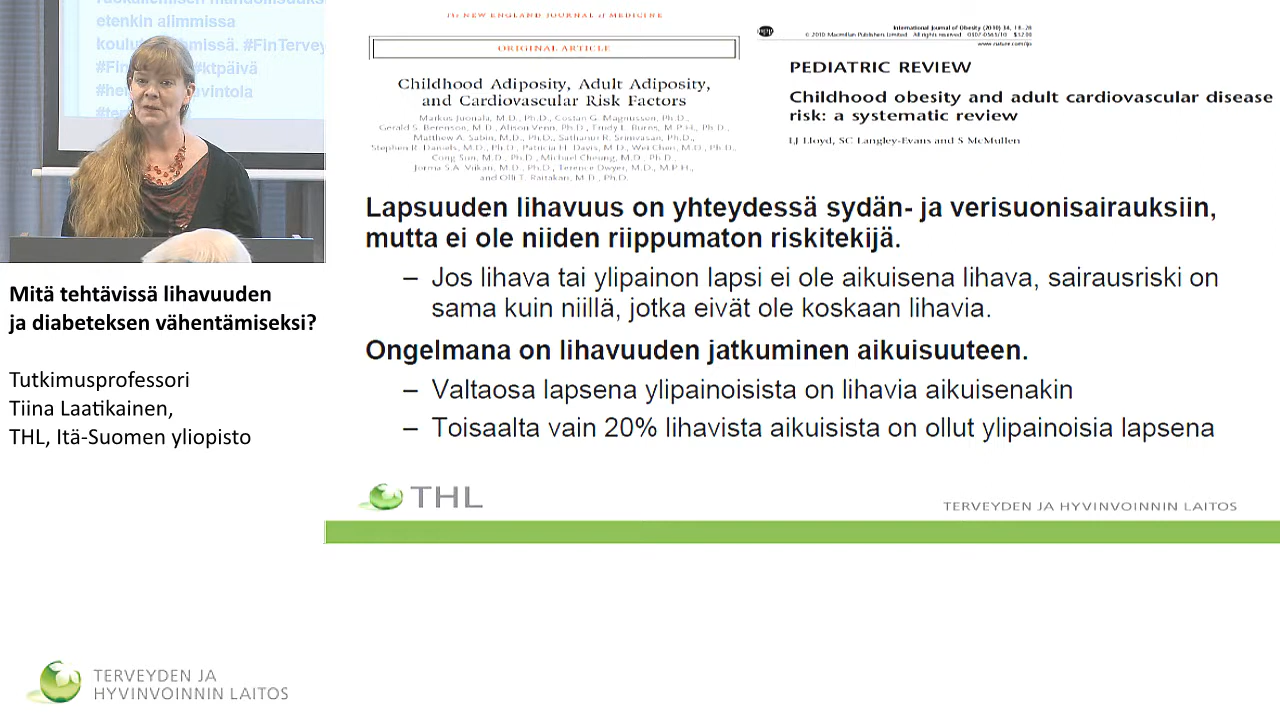 etenkin alimmissa
#FinTervey
#ktpäivä
Mitä tehtävissä lihavuuden
ja diabeteksen vähentämiseksi?
Tutkimusprofessori
Tiina Laatikainen,
THL, Itä-Suomen yliopisto
The NEW ENGLAND JOURNAL of MEDICINE
ORIGINAL ARTICLE
Childhood Adiposity, Adult Adiposity,
and Cardiovascular Risk Factors
Markus Juonala, M.D., Ph.D., Costan G. Magnussen, Ph.D.,
Gerald S. Berenson, M.D., Alison Venn, Ph.D., Trudy L. Burns, M.P.H., Ph.D.,
Matthew A. Sabin, M.D., Ph.D., Sathanur R. Srinivasan, Ph.D.,
Stephen R. Daniels, M.D., Ph.D., Patricia H. Davis, M.D., Wei Chen, M.D., Ph.D.,
Cong Sun, M.D., Ph.D., Michael Cheung, M.D., Ph.D.,
Jorma S.A. Viikari, M.D., Ph.D., Terence Dwyer, M.D., M.P.H.,
and Olli T. Raitakari, M.D., Ph.D.
npg
International Journal of Obesity (2010) 34, 18–28
© 2010 Macmillan Publishers Limited All rights reserved 0307-0565/10 $32.00
www.nature.com/ijo
PEDIATRIC REVIEW
Childhood obesity and adult cardiovascular disease
risk: a systematic review
LJ Lloyd, SC Langley-Evans and S McMullen
Lapsuuden lihavuus on yhteydessä sydän- ja verisuonisairauksiin,
mutta ei ole niiden riippumaton riskitekijä.
– Jos lihava tai ylipainon lapsi ei ole aikuisena lihava, sairausriski on
sama kuin niillä, jotka eivät ole koskaan lihavia.
Ongelmana on lihavuuden jatkuminen aikuisuuteen.
– Valtaosa lapsena ylipainoisista on lihavia aikuisenakin
– Toisaalta vain 20% lihavista aikuisista on ollut ylipainoisia lapsena
THL
TERVEYDEN JA HYVINVOINNIN LAITOS
TERVEYDEN JA
HYVINVOINNIN LAITOS